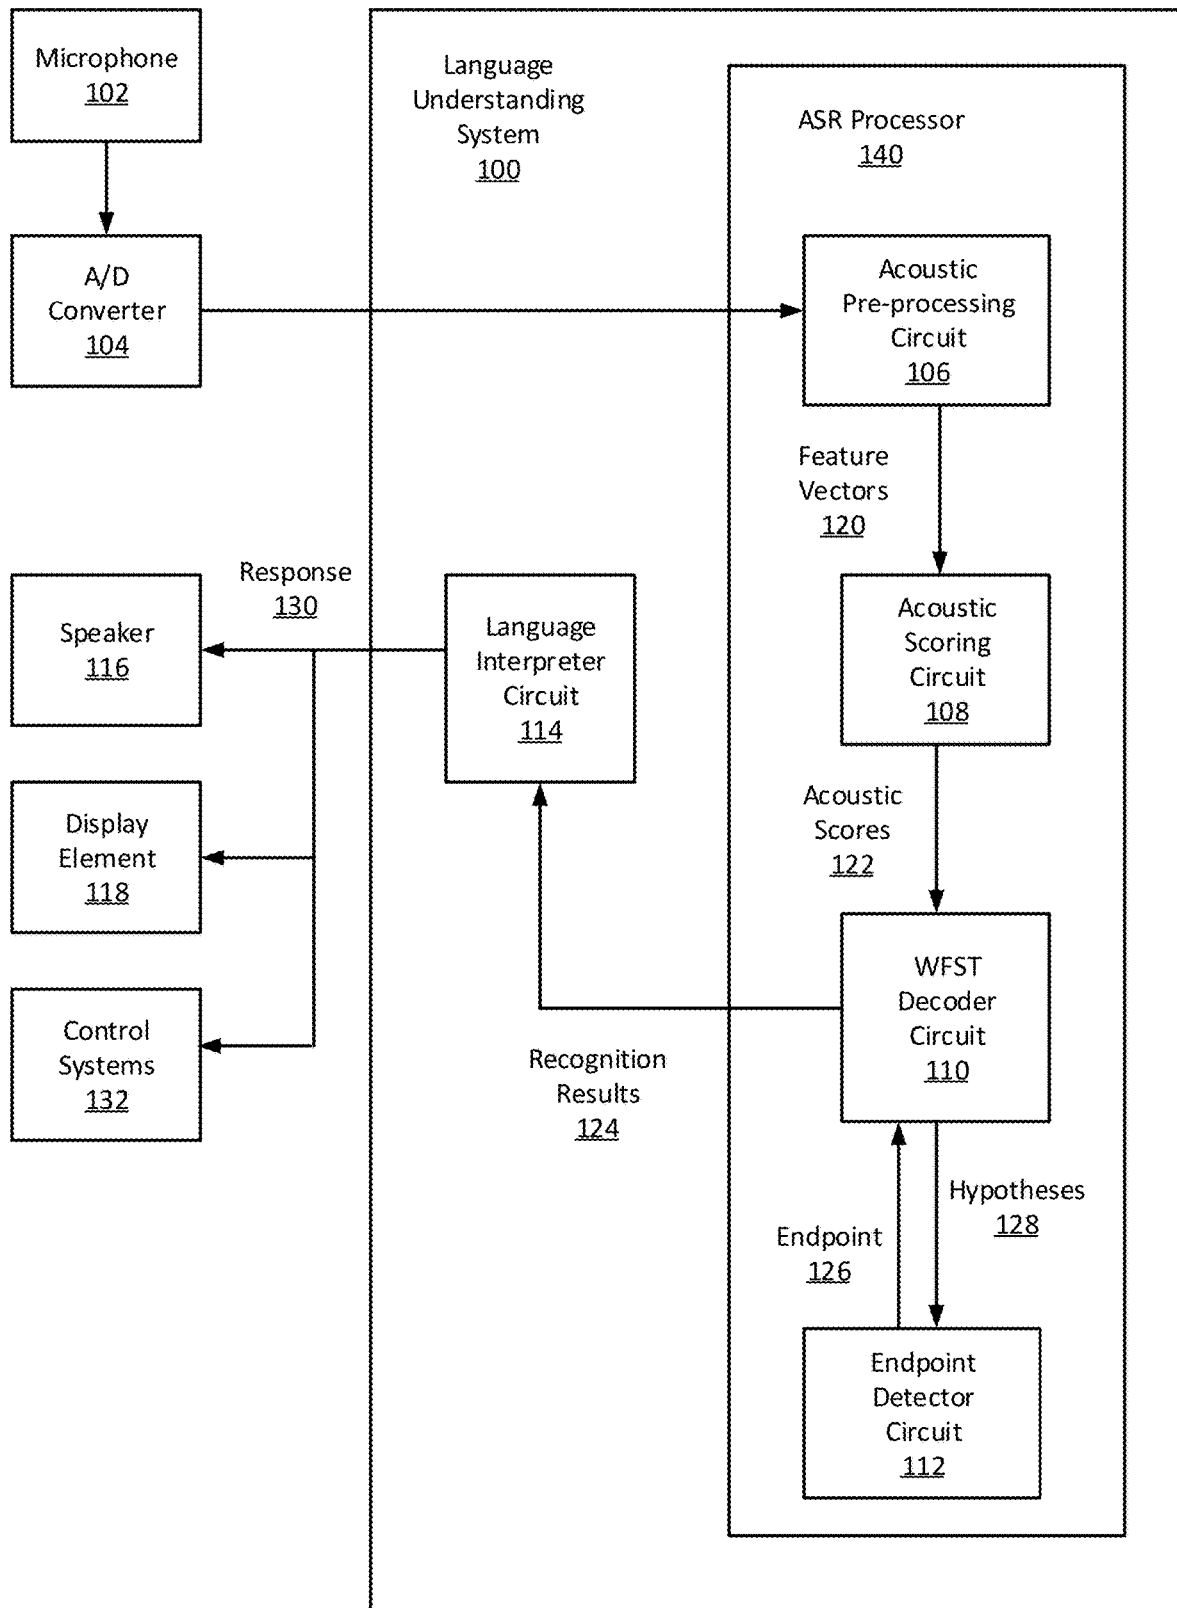 Microphone
102
Language
Understanding
System
100
ASR Processor
140
A/D
Converter
104
Acoustic
Pre-processing
Circuit
106
Feature
Vectors
120
Response
130
Speaker
116
Language
Interpreter
Circuit
114
Acoustic
Scoring
Circuit
108
Display
Element
118
Acoustic
Scores
122
Control
Systems
132
WFST
Decoder
Circuit
110
Recognition
Results
124
Hypotheses
128
Endpoint
126
Endpoint
Detector
Circuit
112